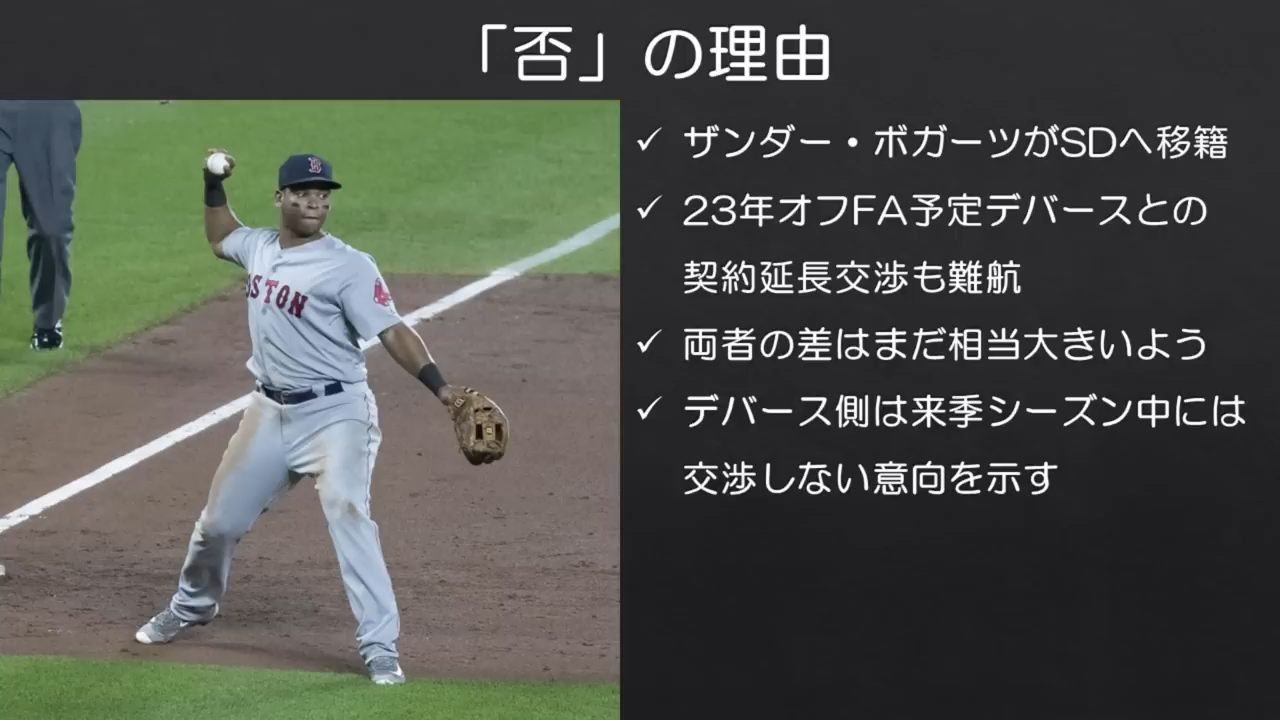 「否」の理由
✓ ザンダー・ボガーツがSDへ移籍
✓ 23年オフFA予定デバースとの
契約延長交渉も難航
✓ 両者の差はまだ相当大きいよう
✓ デバース側は来季シーズン中には
交渉しない意向を示す
B
BOSTON